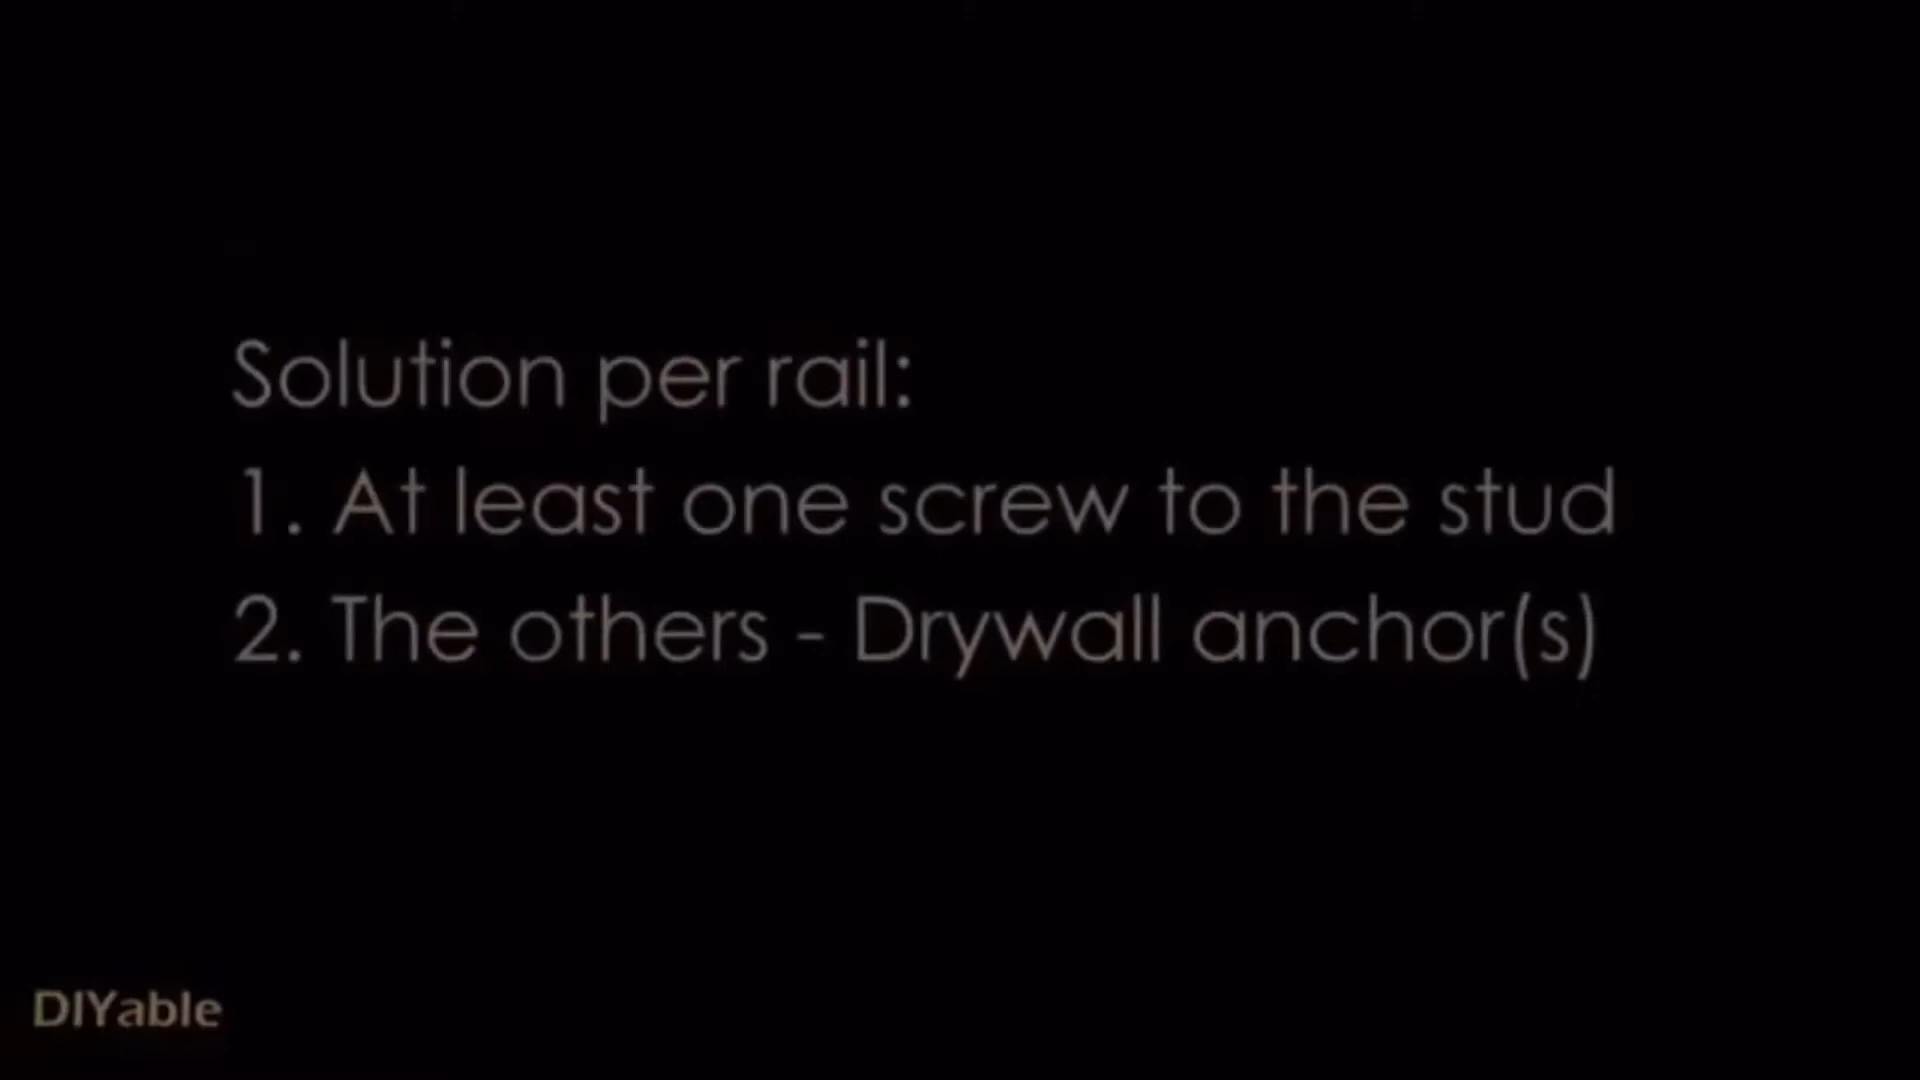 Solution per rail:
1. At least one screw to the stud
2. The others - Drywall anchor(s)
DIYable